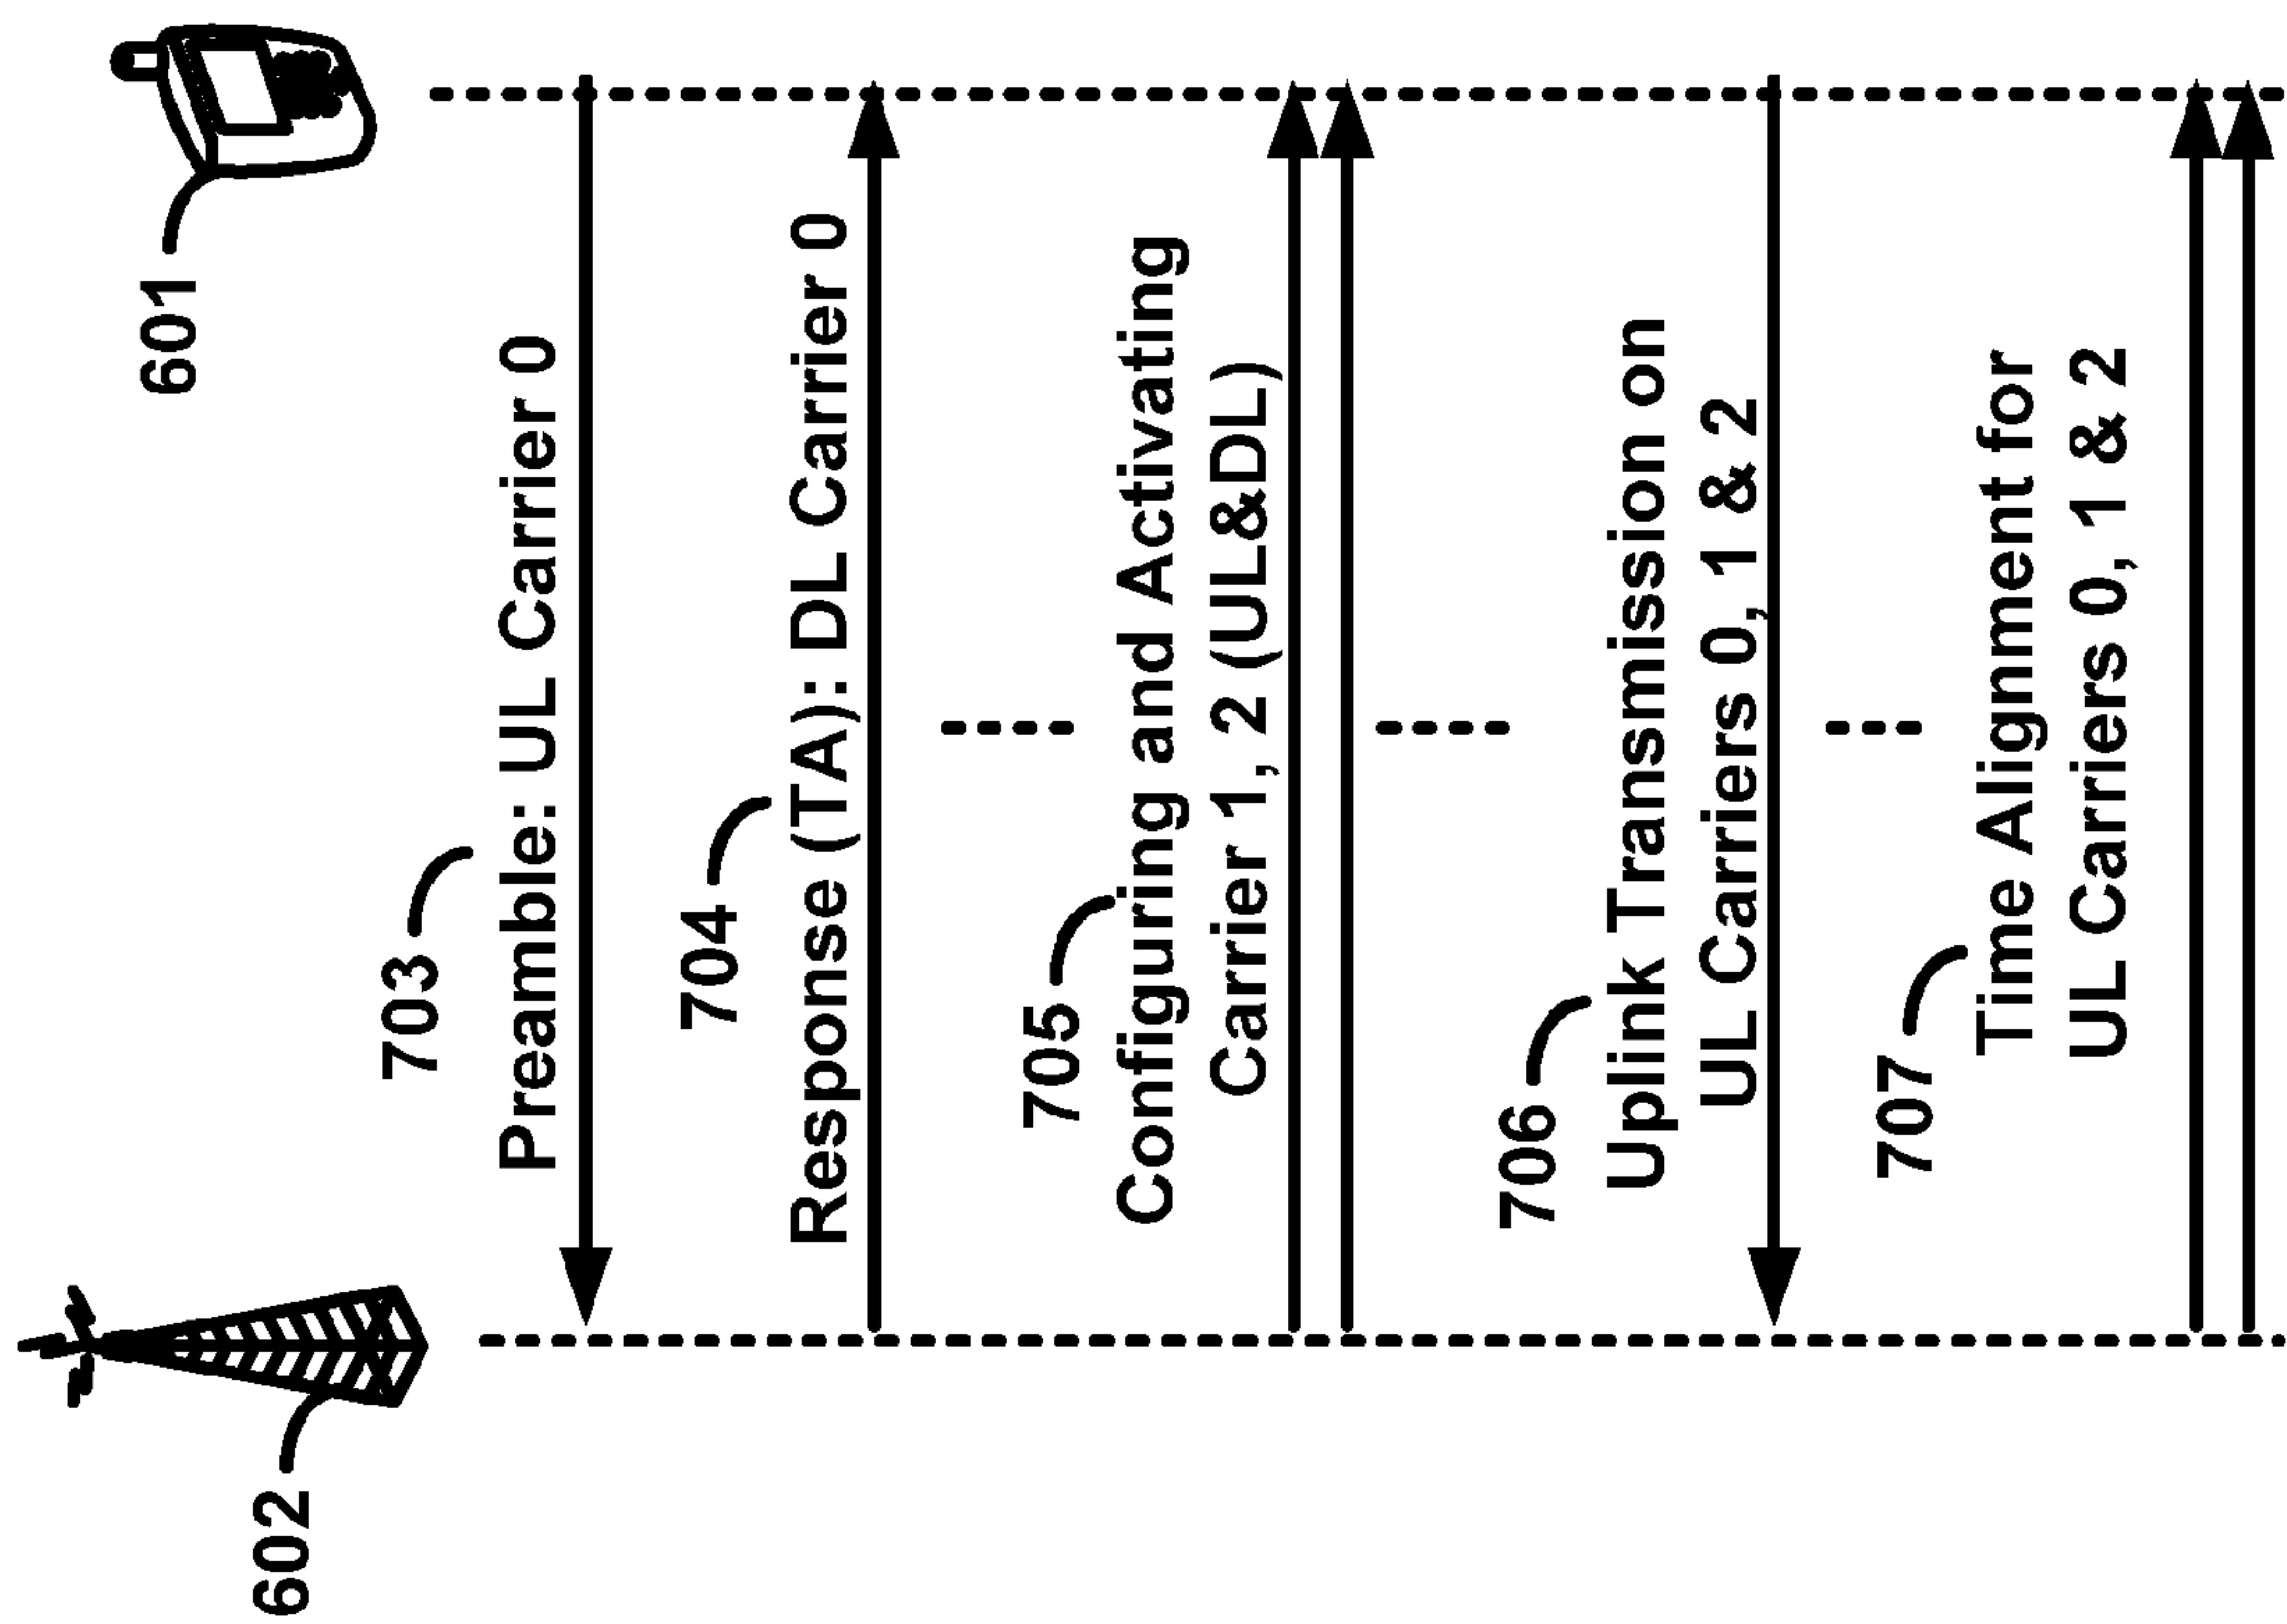 602
601
703
Preamble: UL Carrier 0
704
Response (TA): DL Carrier 0
705
Configuring and Activating
Carrier 1, 2 (UL&DL)
706
Uplink Transmission on
UL Carriers 0, 1 & 2
707
Time Alignment for
UL Carriers 0, 1 & 2